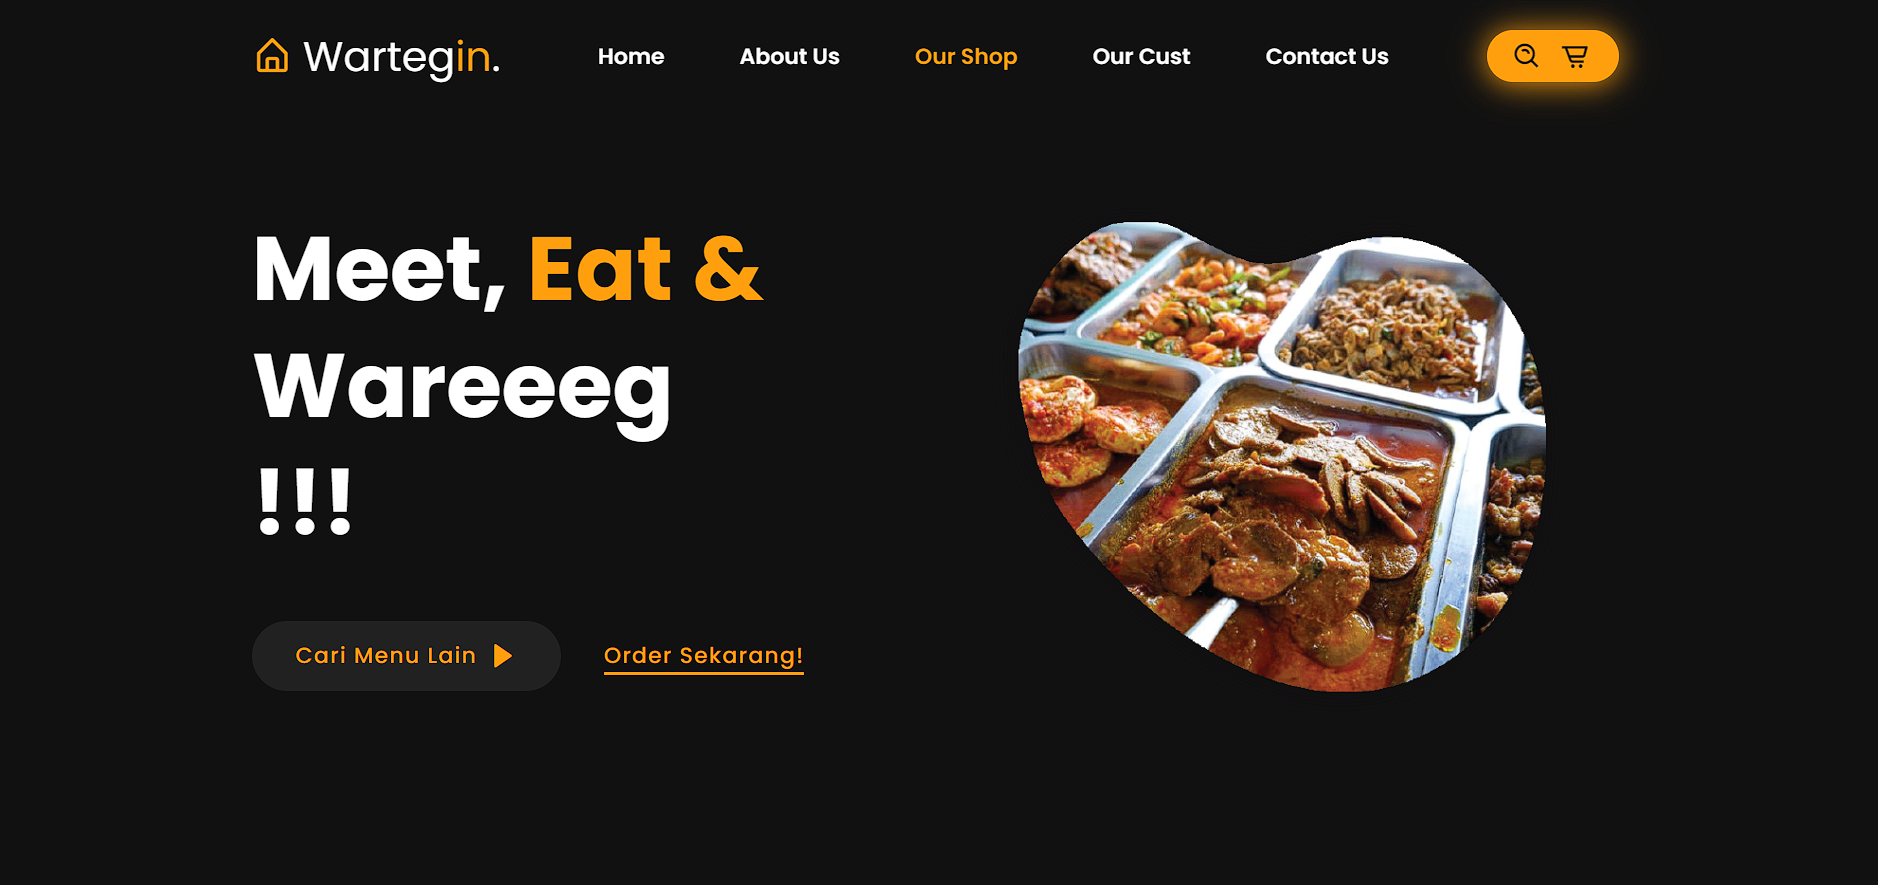 Wartegin.
Home
About Us
Our Shop
Our Cust
Contact Us
Meet, Eat &
Wareeeg
!!!
Cari Menu Lain
Order Sekarang!